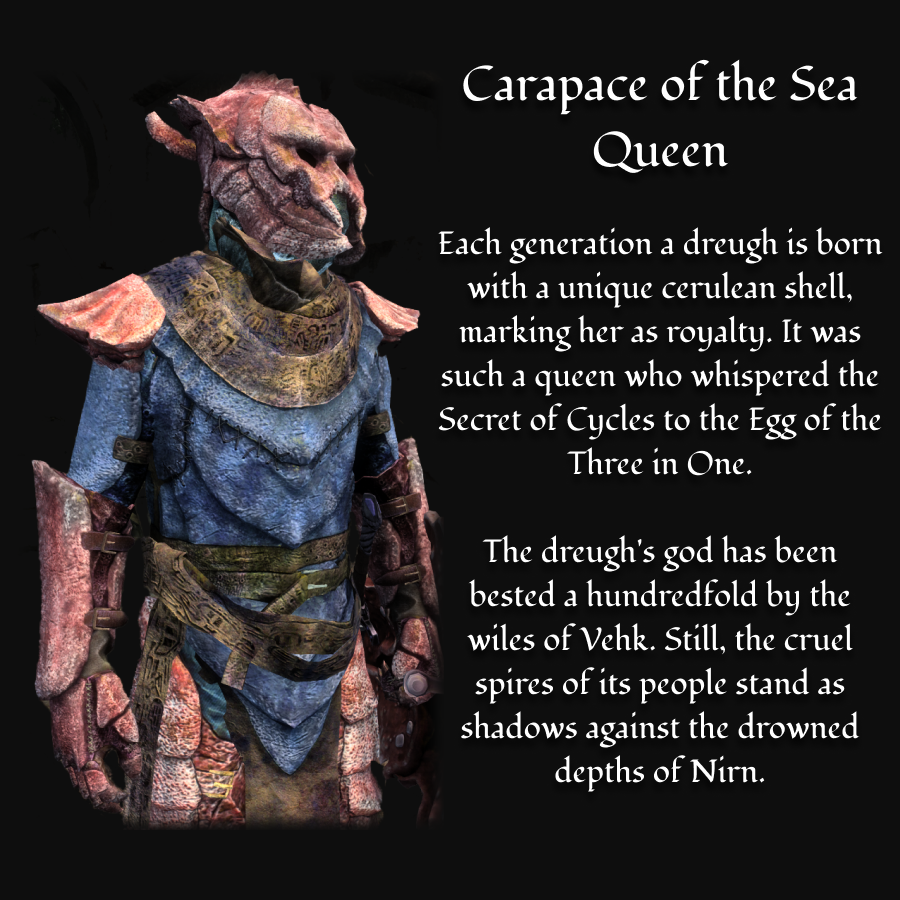 Carapace of the Sea
Queen
Each generation a dreugh is born
with a unique cerulean shell,
marking her as royalty. It was
such a queen who whispered the
Secret of Cycles to the Egg of the
Three in One.
The dreugh's god has been
bested a hundredfold by the
wiles of Vehk. Still, the cruel
spires of its people stand as
shadows against the drowned
depths of Nirn.